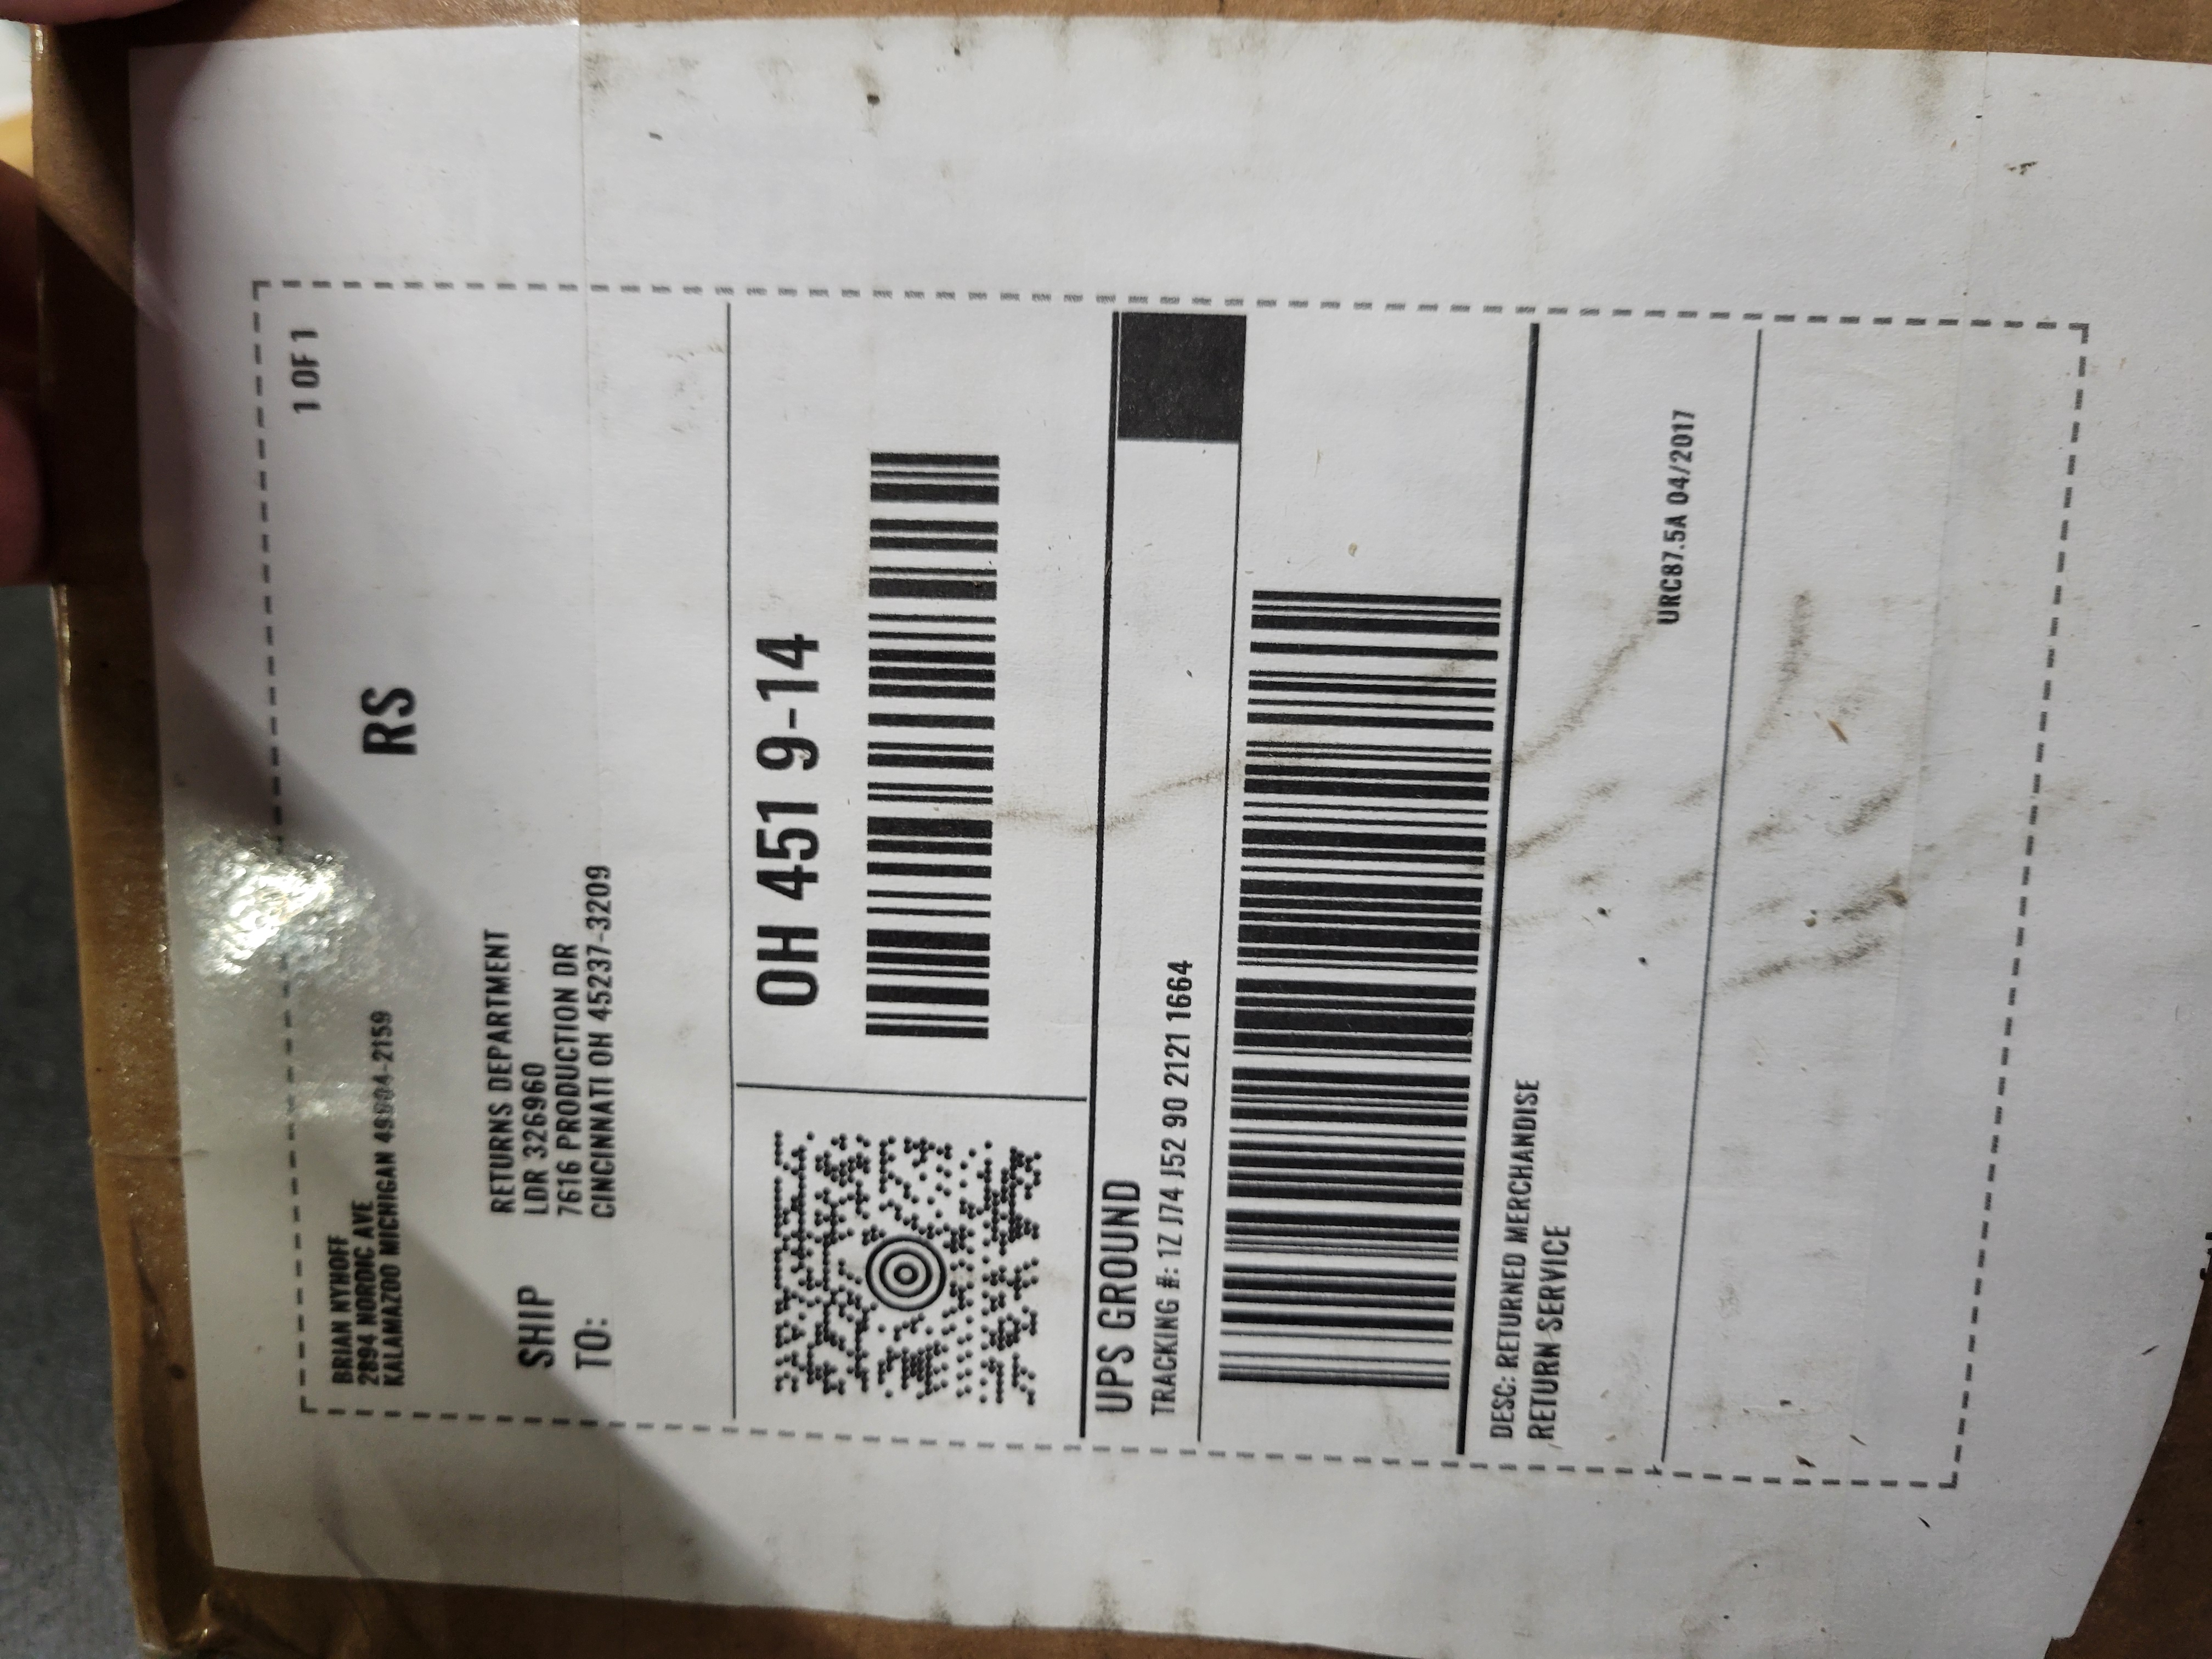 BRIAN NYHOFF
2894 NORDIC AVE
KALAMAZOO MICHIGAN 49004-2159
1 OF 1
RS
SHIP
TO:
RETURNS DEPARTMENT
LDR 326960
7616 PRODUCTION DR
CINCINNATI OH 45237-3209
OH 451 9-14
UPS GROUND
TRACKING #: 1Z J74 J52 90 2121 1664
DESC: RETURNED MERCHANDISE
RETURN SERVICE
URC87.5A 04/2017